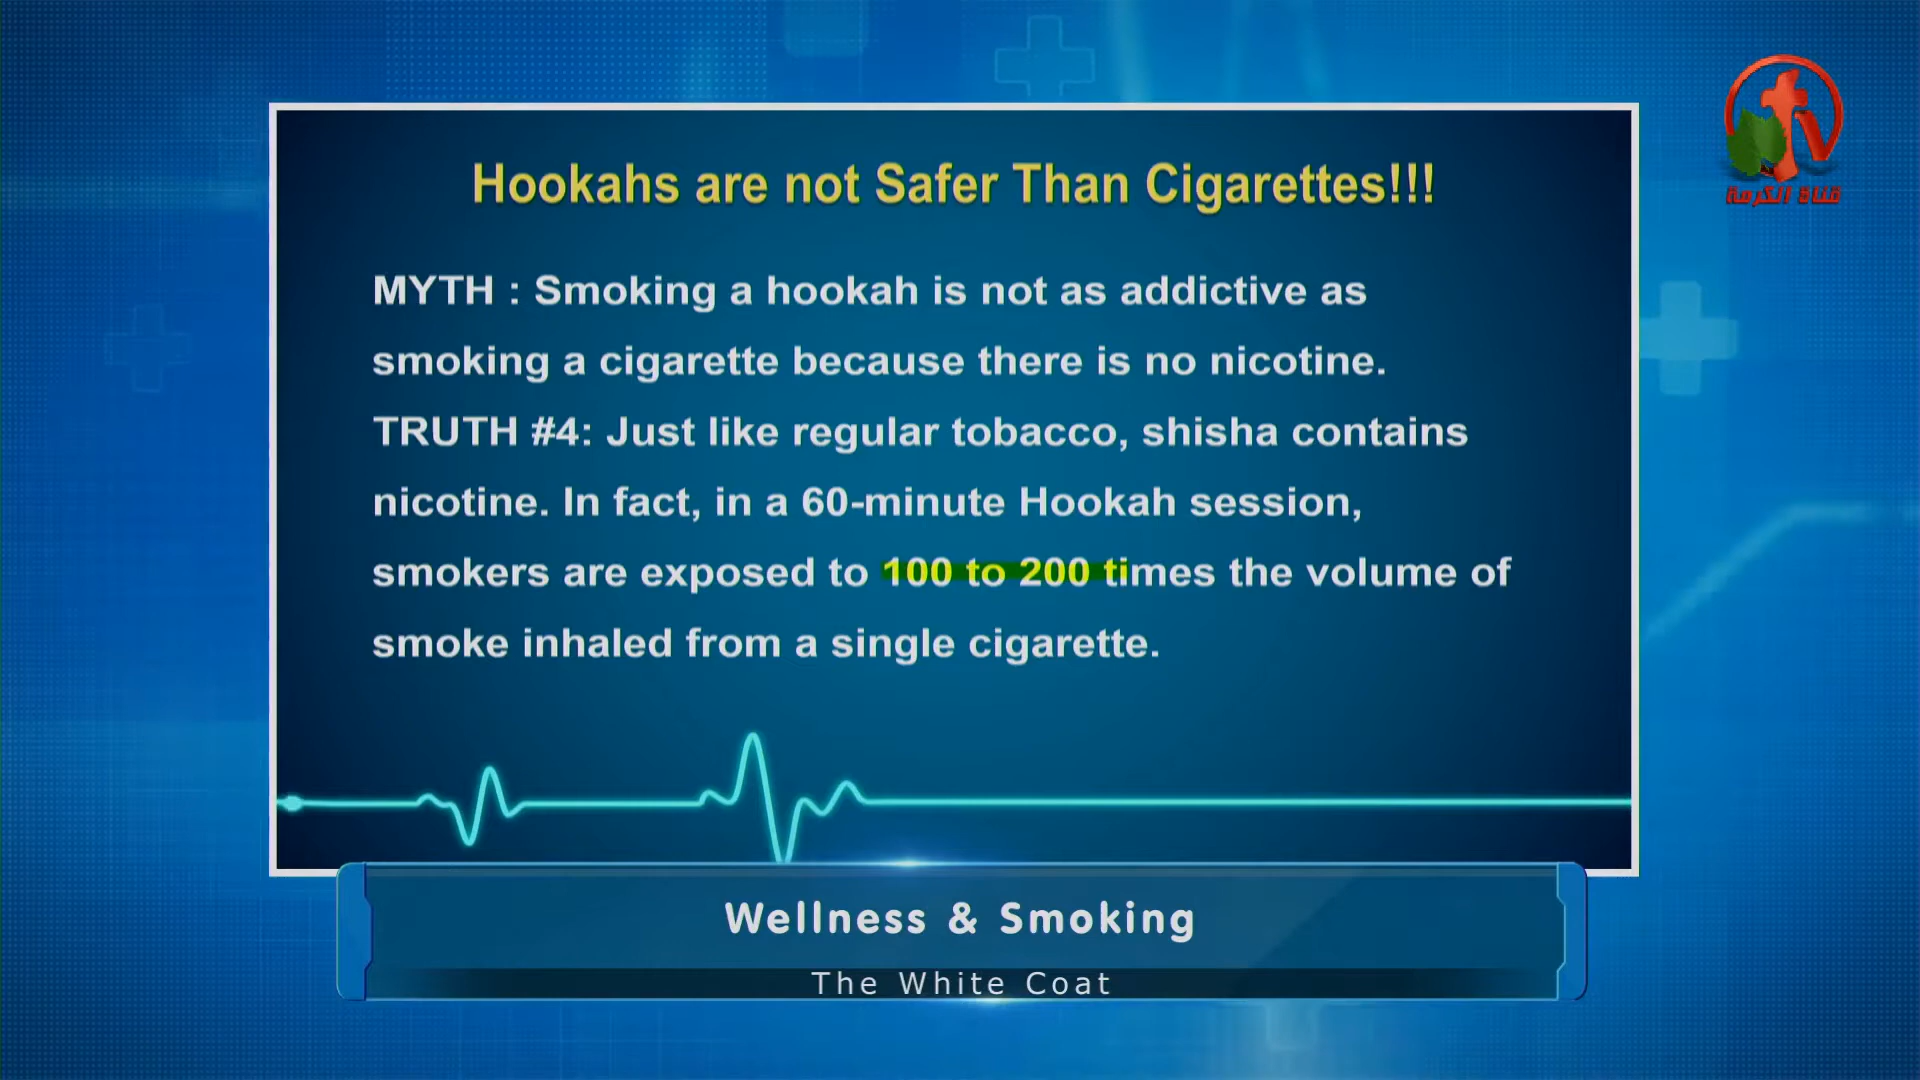 Hookahs are not Safer Than Cigarettes!!!
MYTH : Smoking a hookah is not as addictive as
smoking a cigarette because there is no nicotine.
TRUTH #4: Just like regular tobacco, shisha contains
nicotine. In fact, in a 60-minute Hookah session,
smokers are exposed to 100 to 200 times the volume of
smoke inhaled from a single cigarette.
Wellness & Smoking
The White Coat
tv
قناة الكرمة